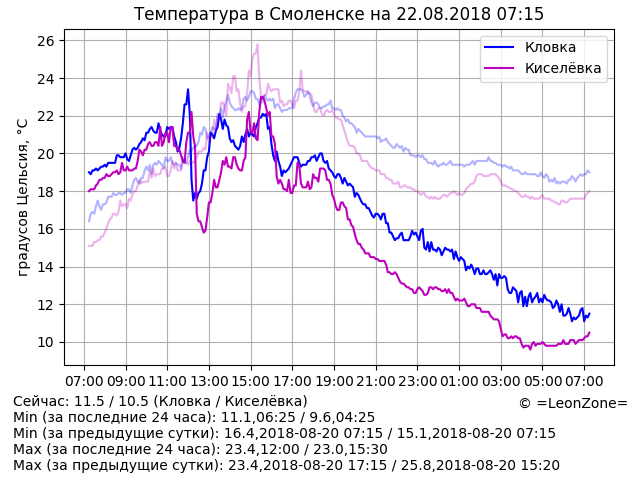 Температура в Смоленске на 22.08.2018 07:15
26
24
22
20
18
16
14
12
10
градусов Цельсия, °C
Кловка
Киселёвка
07:00 09:00 11:00 13:00 15:00 17:00 19:00 21:00 23:00 01:00 03:00 05:00 07:00
Сейчас: 11.5 / 10.5 (Кловка / Киселёвка)
© =LeonZone=
Min (за последние 24 часа): 11.1,06:25 / 9.6,04:25
Min (за предыдущие сутки): 16.4,2018-08-20 07:15 / 15.1,2018-08-20 07:15
Max (за последние 24 часа): 23.4,12:00 / 23.0,15:30
Max (за предыдущие сутки): 23.4,2018-08-20 17:15 / 25.8,2018-08-20 15:20